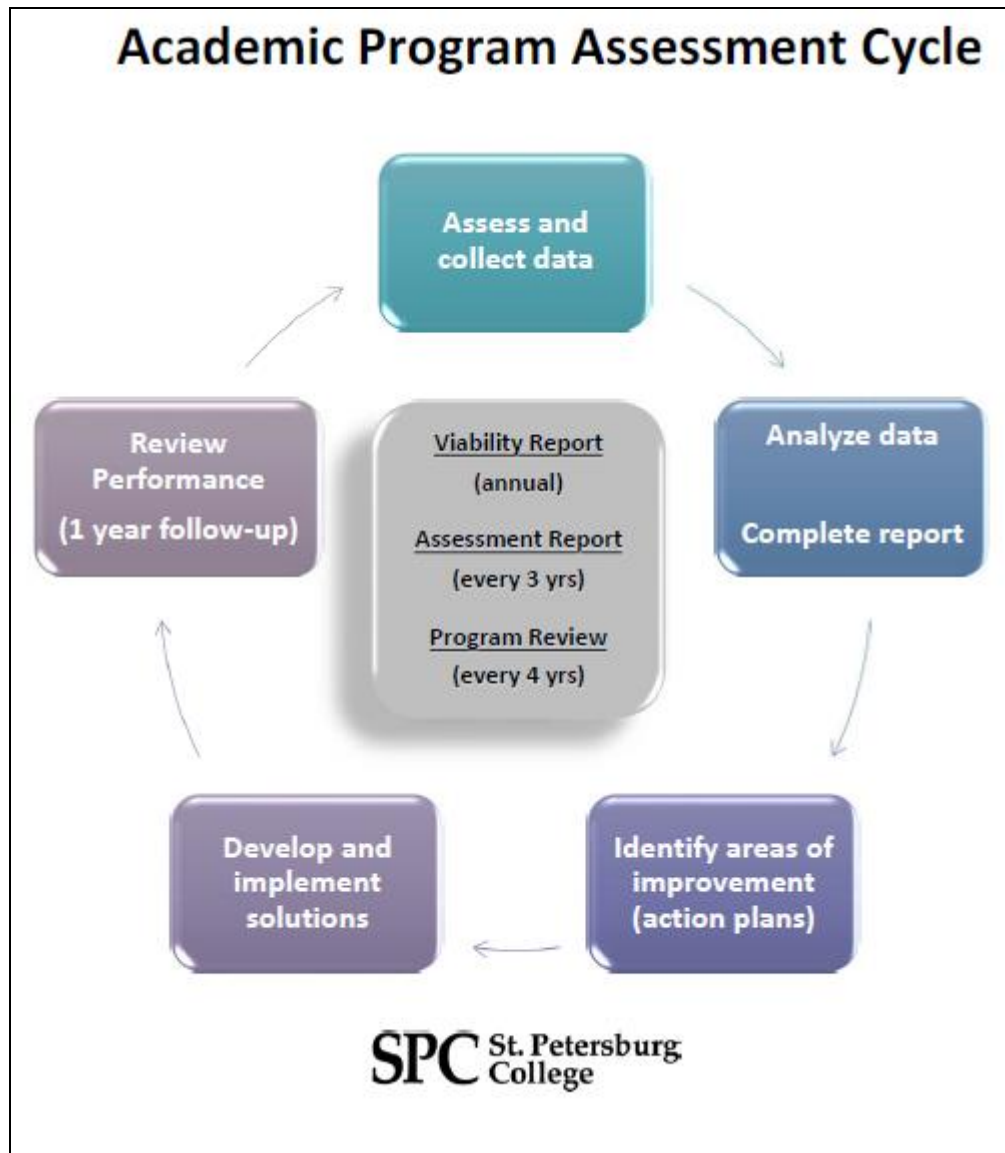 Academic Program Assessment Cycle
Assess and
collect data
Analyze data
Complete report
Identify areas of
improvement
(action plans)
Develop and
implement
solutions
Review
Performance
(1 year follow-up)
Viability Report
(annual)
Assessment Report
(every 3 yrs)
Program Review
(every 4 yrs)
SPC St. Petersburg
College